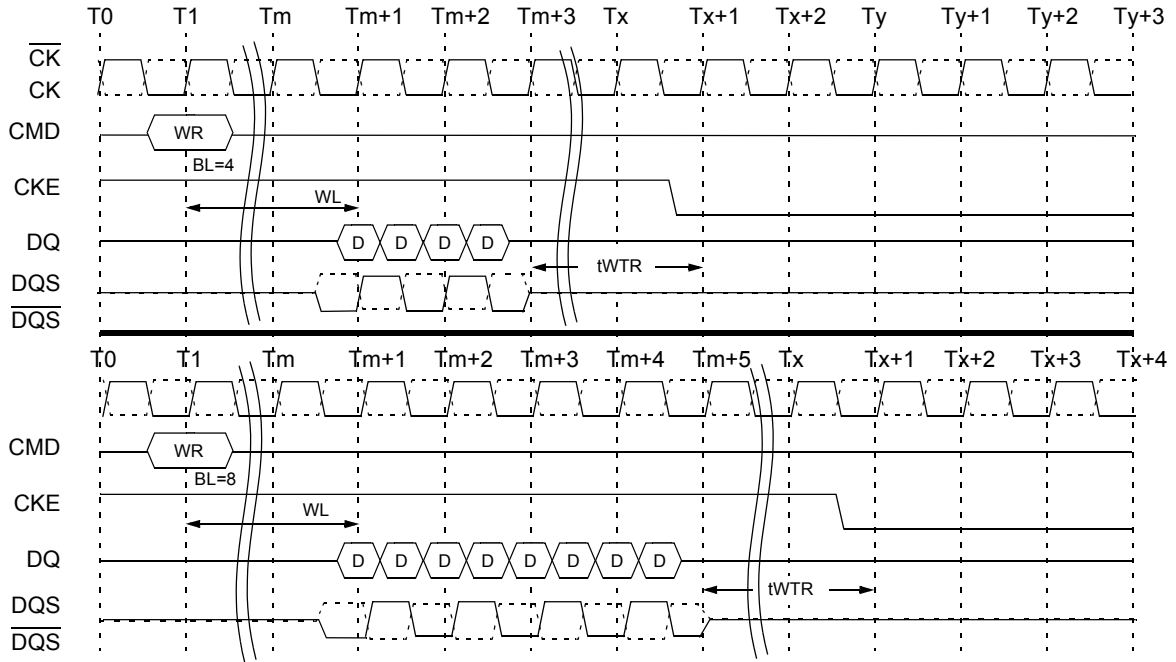 T0 T1 Tm Tm+1 Tm+2 Tm+3 Tx Tx+1 Tx+2 Ty Ty+1 Ty+2 Ty+3
CK
CK
CMD WR
BL=4
CKE
WL
DQ D D D D
tWTR
DQS
DQS
T0 T1 Tm Tm+1 Tm+2 Tm+3 Tm+4 Tm+5 Tx Tx+1 Tx+2 Tx+3 Tx+4
CMD WR
BL=8
CKE
WL
DQ D D D D D D D D
tWTR
DQS
DQS